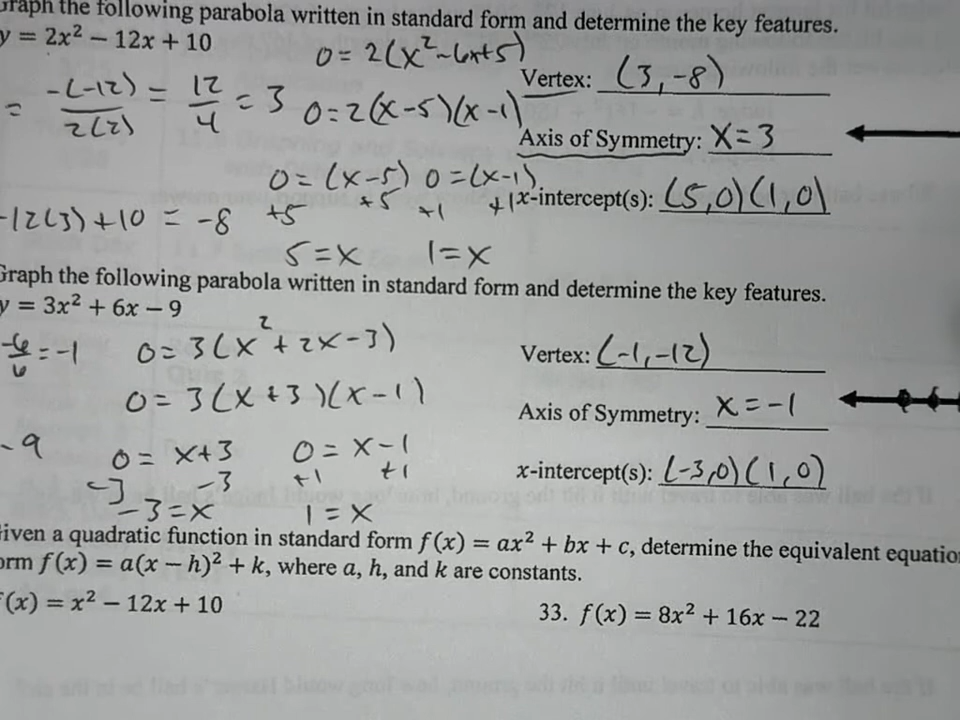 Graph the following parabola written in standard form and determine the key features.
y = 2x² − 12x + 10
0 = 2(x² - 6x + 5)
Vertex: (3, -8)
= -(-12)/2(2) = 12/4 = 3
0 = 2(x-5)(x-1)
Axis of Symmetry: x = 3
0 = (x-5) 0 = (x-1)
+5 +5 +1 +1
x-intercept(s): (5,0)(1,0)
-12(3) + 10 = -8
5 = x 1 = x
Graph the following parabola written in standard form and determine the key features.
y = 3x² + 6x − 9
-6/6 = -1
0 = 3(x² + 2x - 3)
Vertex: (-1, -12)
0 = 3(x + 3)(x - 1)
Axis of Symmetry: x = -1
- 9
0 = x+3 0 = x - 1
-3 -3 +1 +1
x-intercept(s): (-3,0)(1,0)
-3 = x 1 = x
Given a quadratic function in standard form f(x) = ax² + bx + c, determine the equivalent equatio
orm f(x) = a(x − h)² + k, where a, h, and k are constants.
f(x) = x² − 12x + 10
33. f(x) = 8x² + 16x − 22